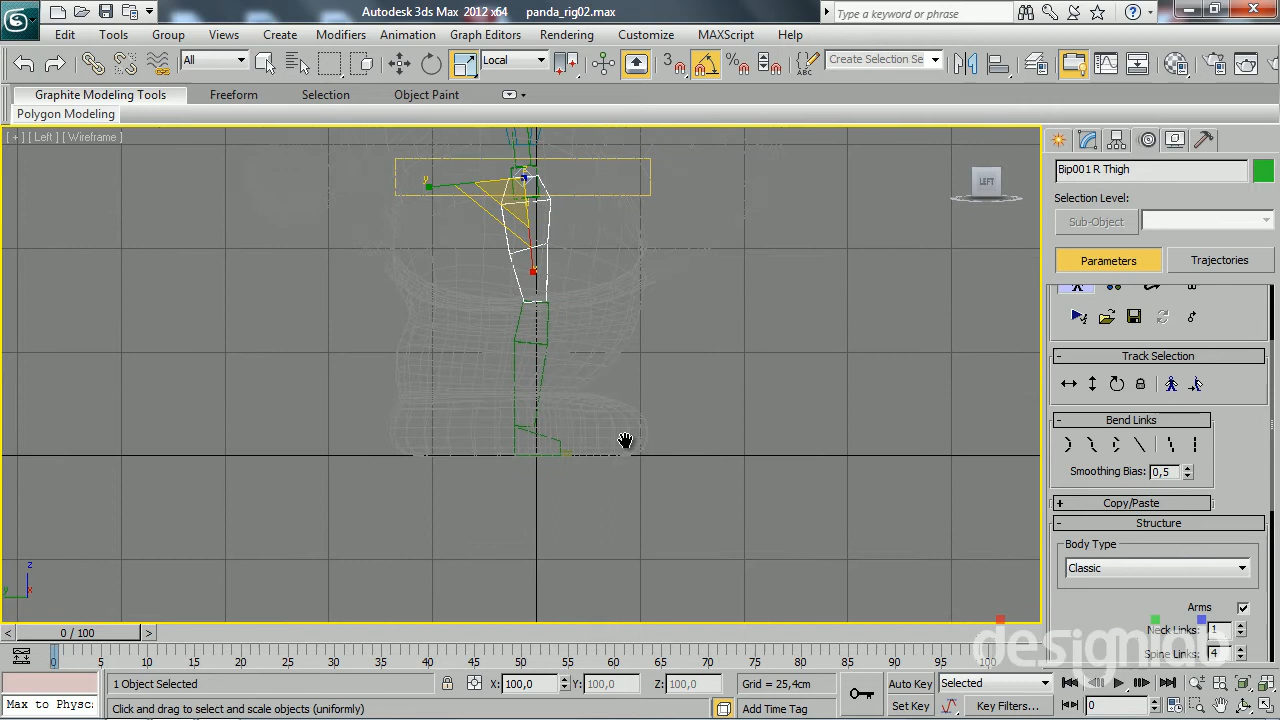 Autodesk 3ds Max 2012 x64 panda_rig02.max
Type a keyword or phrase
Edit Tools Group Views Create Modifiers Animation Graph Editors Rendering Customize MAXScript Help
All
Local
Create Selection Se
Graphite Modeling Tools Freeform Selection Object Paint
Polygon Modeling
[ + ] [ Left ] [ Wireframe ]
LEFT
y
z
y
x
Bip001 R Thigh
Selection Level:
Sub-Object
Parameters Trajectories
- Track Selection
- Bend Links
Smoothing Bias: 0,5
+ Copy/Paste
- Structure
Body Type
Classic
Arms
Neck Links: 1
Spine Links: 4
designlab
< 0 / 100 >
0 5 10 15 20 25 30 35 40 45 50 55 60 65 70 75 80 85 90 95 100
1 Object Selected
X: 100,0 Y: 100,0 Z: 100,0
Grid = 25,4cm
Auto Key Selected
Max to Physc
Click and drag to select and scale objects (uniformly)
Add Time Tag
Set Key Key Filters...
0